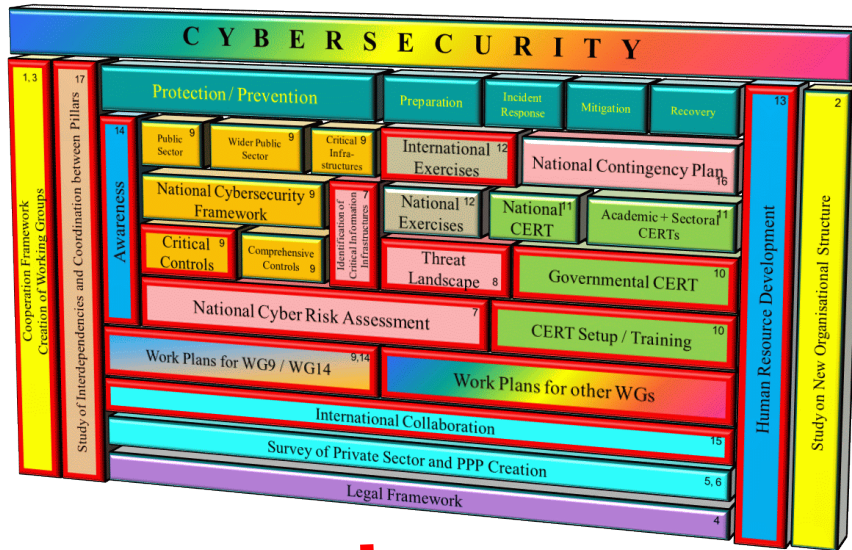 CYBERSECURITY
1, 3
Cooperation Framework
Creation of Working Groups
17
Study of Interdependencies and Coordination between Pillars
Protection / Prevention
Preparation
Incident
Response
Mitigation
Recovery
13
Human Resource Development
2
Study on New Organisational Structure
14
Awareness
Public
Sector
9
Wider Public
Sector
9
Critical
Infra-
structures
9
International
Exercises
12
National Contingency Plan
16
National Cybersecurity
Framework
9
7
Identification of
Critical Information
Infrastructures
National
Exercises
12
National
CERT
11
Academic + Sectoral
CERTs
11
Critical
Controls
9
Comprehensive
Controls
9
Threat
Landscape
8
Governmental CERT
10
National Cyber Risk Assessment
7
CERT Setup / Training
10
Work Plans for WG9 / WG14
9,14
Work Plans for other WGs
International Collaboration
15
Survey of Private Sector and PPP Creation
5, 6
Legal Framework
4